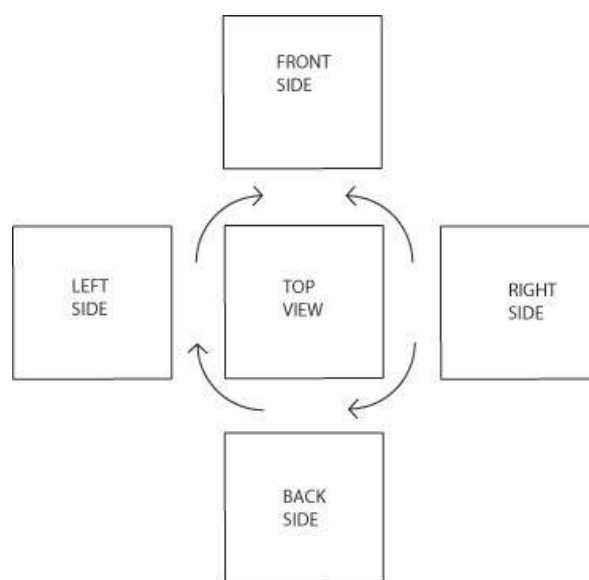 FRONT
SIDE
LEFT
SIDE
TOP
VIEW
RIGHT
SIDE
BACK
SIDE